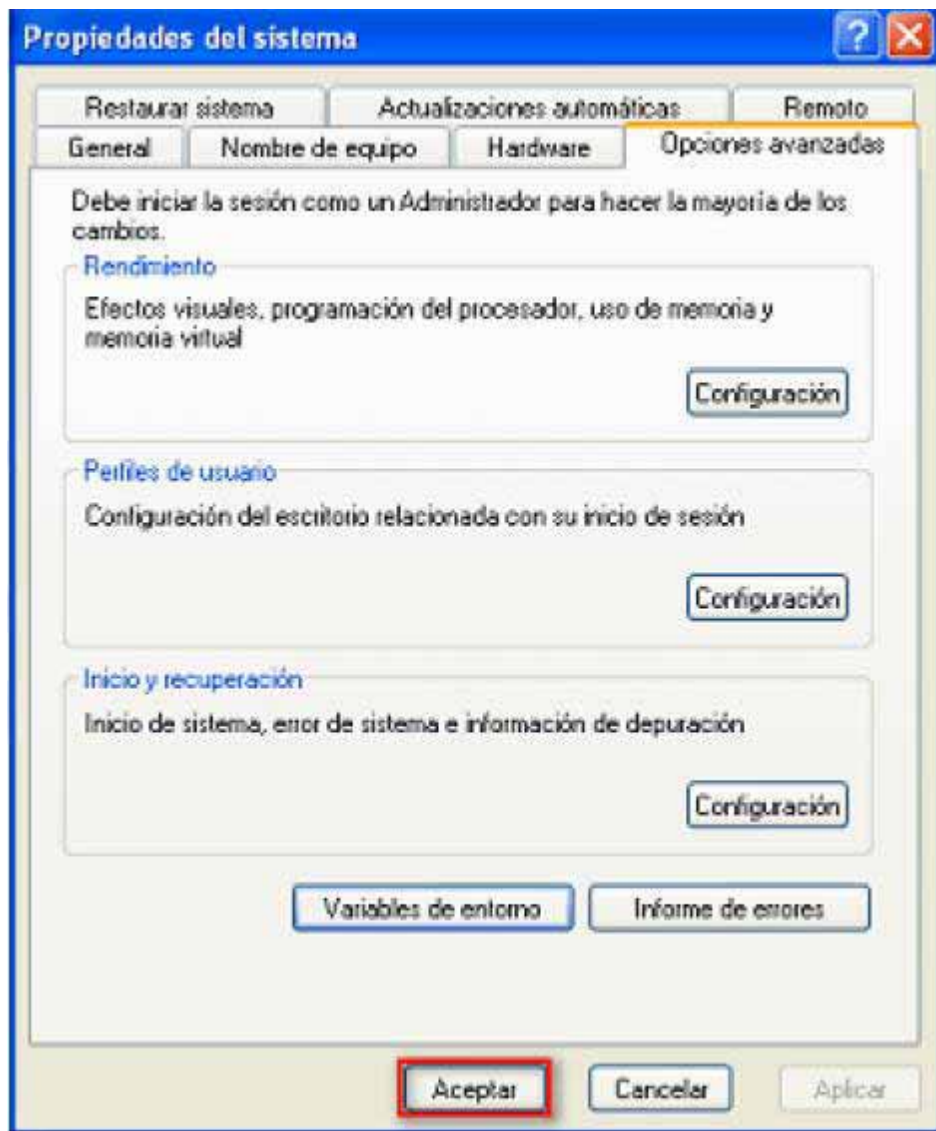 Propiedades del sistema
Restaurar sistema Actualizaciones automáticas Remoto
General Nombre de equipo Hardware Opciones avanzadas
Debe iniciar la sesión como un Administrador para hacer la mayoría de los
cambios.
Rendimiento
Efectos visuales, programación del procesador, uso de memoria y
memoria virtual
Configuración
Perfiles de usuario
Configuración del escritorio relacionada con su inicio de sesión
Configuración
Inicio y recuperación
Inicio de sistema, error de sistema e información de depuración
Configuración
Variables de entorno Informe de errores
Aceptar Cancelar Aplicar